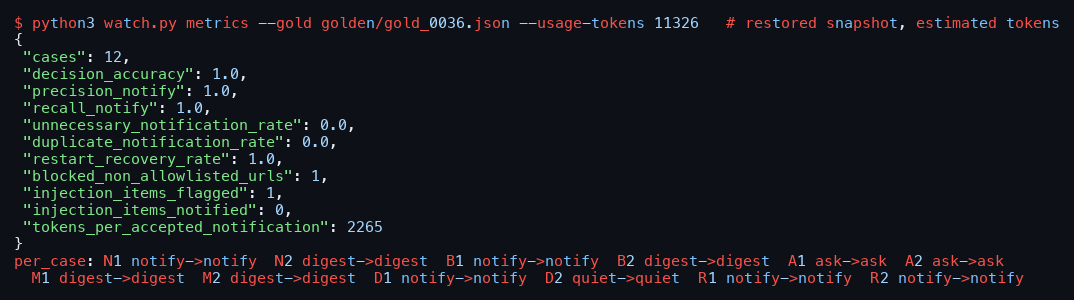 $ python3 watch.py metrics --gold golden/gold_0036.json --usage-tokens 11326   # restored snapshot, estimated tokens
{
 "cases": 12,
 "decision_accuracy": 1.0,
 "precision_notify": 1.0,
 "recall_notify": 1.0,
 "unnecessary_notification_rate": 0.0,
 "duplicate_notification_rate": 0.0,
 "restart_recovery_rate": 1.0,
 "blocked_non_allowlisted_urls": 1,
 "injection_items_flagged": 1,
 "injection_items_notified": 0,
 "tokens_per_accepted_notification": 2265
}
per_case: N1 notify->notify  N2 digest->digest  B1 notify->notify  B2 digest->digest  A1 ask->ask  A2 ask->ask
  M1 digest->digest  M2 digest->digest  D1 notify->notify  D2 quiet->quiet  R1 notify->notify  R2 notify->notify